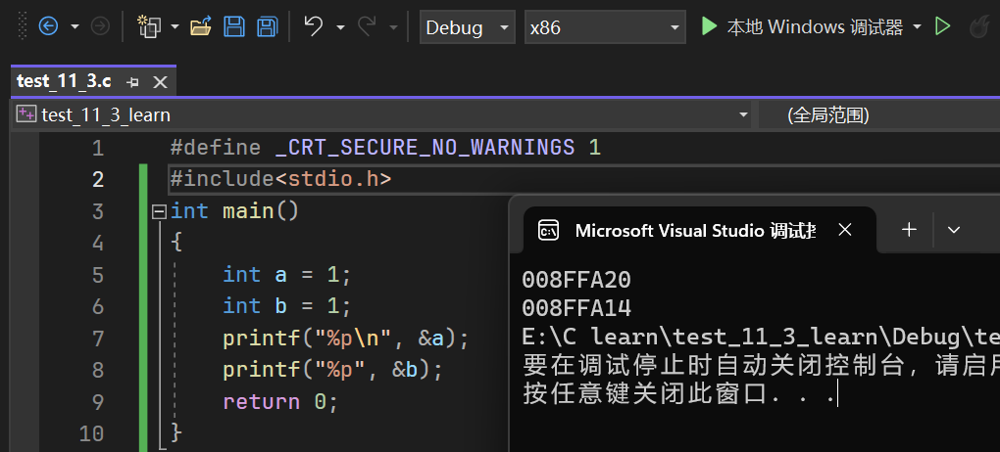 Debug x86 本地 Windows 调试器
test_11_3.c
test_11_3_learn (全局范围)
1 #define _CRT_SECURE_NO_WARNINGS 1
2 #include<stdio.h>
3 int main()
4 {
5 int a = 1;
6 int b = 1;
7 printf("%p\n", &a);
8 printf("%p", &b);
9 return 0;
10 }
Microsoft Visual Studio 调试
008FFA20
008FFA14
E:\C learn\test_11_3_learn\Debug\te
要在调试停止时自动关闭控制台，请启用
按任意键关闭此窗口. . .